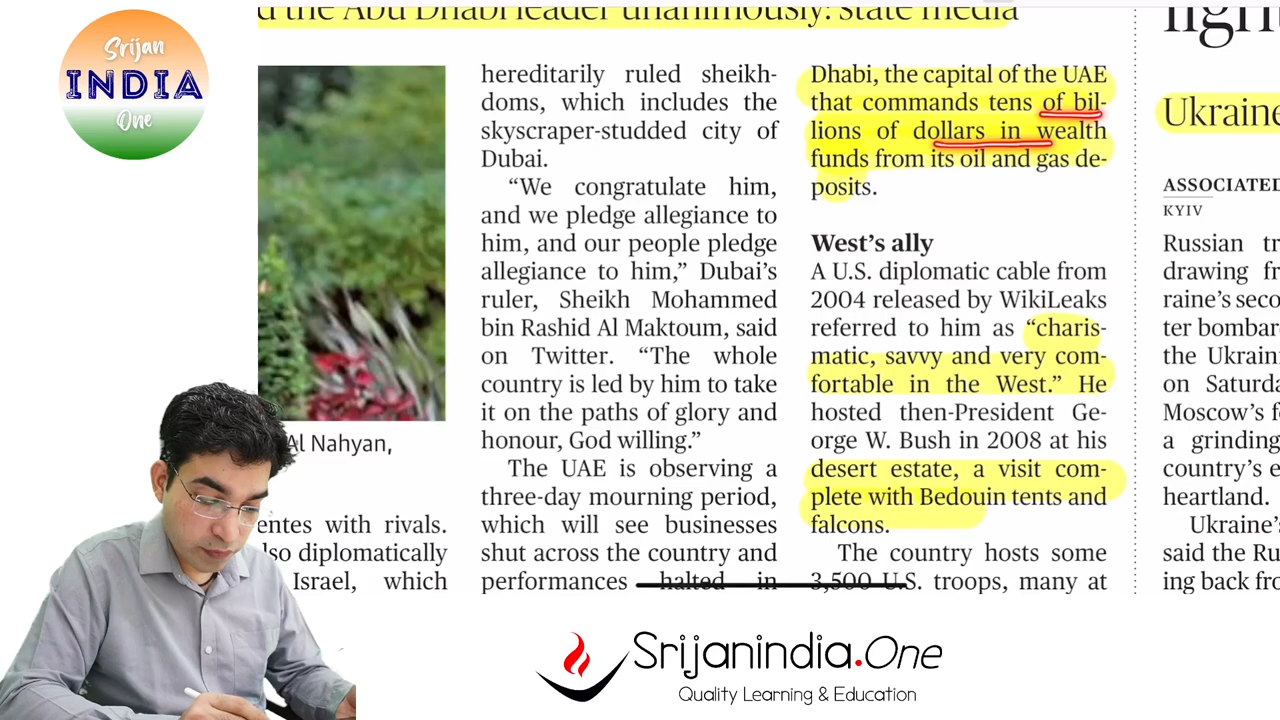 Srijan
INDIA
One
d the Abu Dhabi leader unanimously: state media
Al Nahyan,
entes with rivals.
lso diplomatically
Israel, which
hereditarily ruled sheikh-
doms, which includes the
skyscraper-studded city of
Dubai.
“We congratulate him,
and we pledge allegiance to
him, and our people pledge
allegiance to him,” Dubai’s
ruler, Sheikh Mohammed
bin Rashid Al Maktoum, said
on Twitter. “The whole
country is led by him to take
it on the paths of glory and
honour, God willing.”
The UAE is observing a
three-day mourning period,
which will see businesses
shut across the country and
performances halted in
Dhabi, the capital of the UAE
that commands tens of bil-
lions of dollars in wealth
funds from its oil and gas de-
posits.
West’s ally
A U.S. diplomatic cable from
2004 released by WikiLeaks
referred to him as “charis-
matic, savvy and very com-
fortable in the West.” He
hosted then-President Ge-
orge W. Bush in 2008 at his
desert estate, a visit com-
plete with Bedouin tents and
falcons.
The country hosts some
3,500 U.S. troops, many at
Ukraine
ASSOCIATED
KYIV
Russian tr
drawing fr
raine’s seco
ter bombard
the Ukrain
on Saturda
Moscow’s f
a grinding
country’s e
heartland.
Ukraine’s
said the Ru
ing back fro
Srijanindia.One
Quality Learning & Education